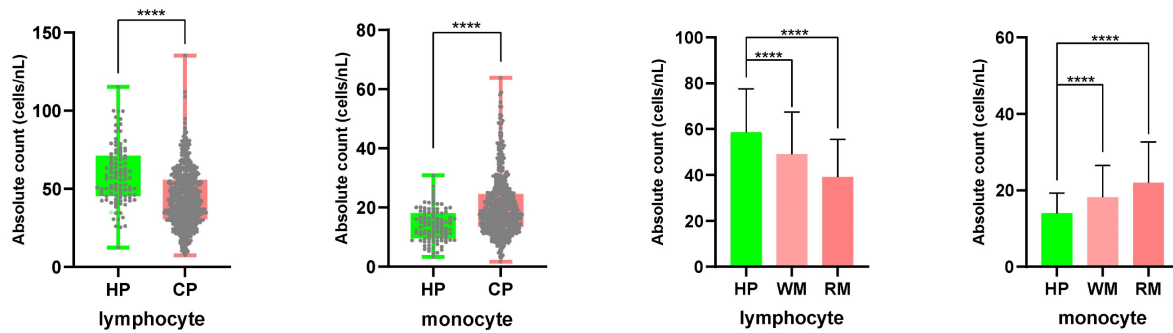 Absolute count (cells/nL)
150
100
50
0
****
HP CP
lymphocyte
Absolute count (cells/nL)
80
60
40
20
0
****
HP CP
monocyte
Absolute count (cells/nL)
100
80
60
40
20
0
****
****
HP WM RM
lymphocyte
Absolute count (cells/nL)
60
40
20
0
****
****
HP WM RM
monocyte